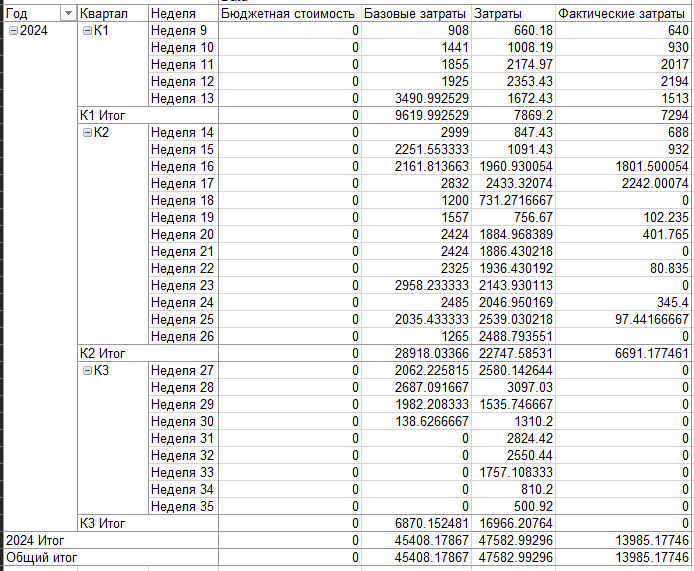 Год Квартал Неделя Бюджетная стоимость Базовые затраты Затраты Фактические затраты
2024 К1 Неделя 9 0 908 660.18 640
Неделя 10 0 1441 1008.19 930
Неделя 11 0 1855 2174.97 2017
Неделя 12 0 1925 2353.43 2194
Неделя 13 0 3490.992529 1672.43 1513
К1 Итог 0 9619.992529 7869.2 7294
К2 Неделя 14 0 2999 847.43 688
Неделя 15 0 2251.553333 1091.43 932
Неделя 16 0 2161.813663 1960.930054 1801.500054
Неделя 17 0 2832 2433.32074 2242.00074
Неделя 18 0 1200 731.2716667 0
Неделя 19 0 1557 756.67 102.235
Неделя 20 0 2424 1884.968389 401.765
Неделя 21 0 2424 1886.430218 0
Неделя 22 0 2325 1936.430192 80.835
Неделя 23 0 2958.233333 2143.930113 0
Неделя 24 0 2485 2046.950169 345.4
Неделя 25 0 2035.433333 2539.030218 97.44166667
Неделя 26 0 1265 2488.793551 0
К2 Итог 0 28918.03366 22747.58531 6691.177461
К3 Неделя 27 0 2062.225815 2580.142644 0
Неделя 28 0 2687.091667 3097.03 0
Неделя 29 0 1982.208333 1535.746667 0
Неделя 30 0 138.6266667 1310.2 0
Неделя 31 0 0 2824.42 0
Неделя 32 0 0 2550.44 0
Неделя 33 0 0 1757.108333 0
Неделя 34 0 0 810.2 0
Неделя 35 0 0 500.92 0
К3 Итог 0 6870.152481 16966.20764 0
2024 Итог 0 45408.17867 47582.99296 13985.17746
Общий итог 0 45408.17867 47582.99296 13985.17746